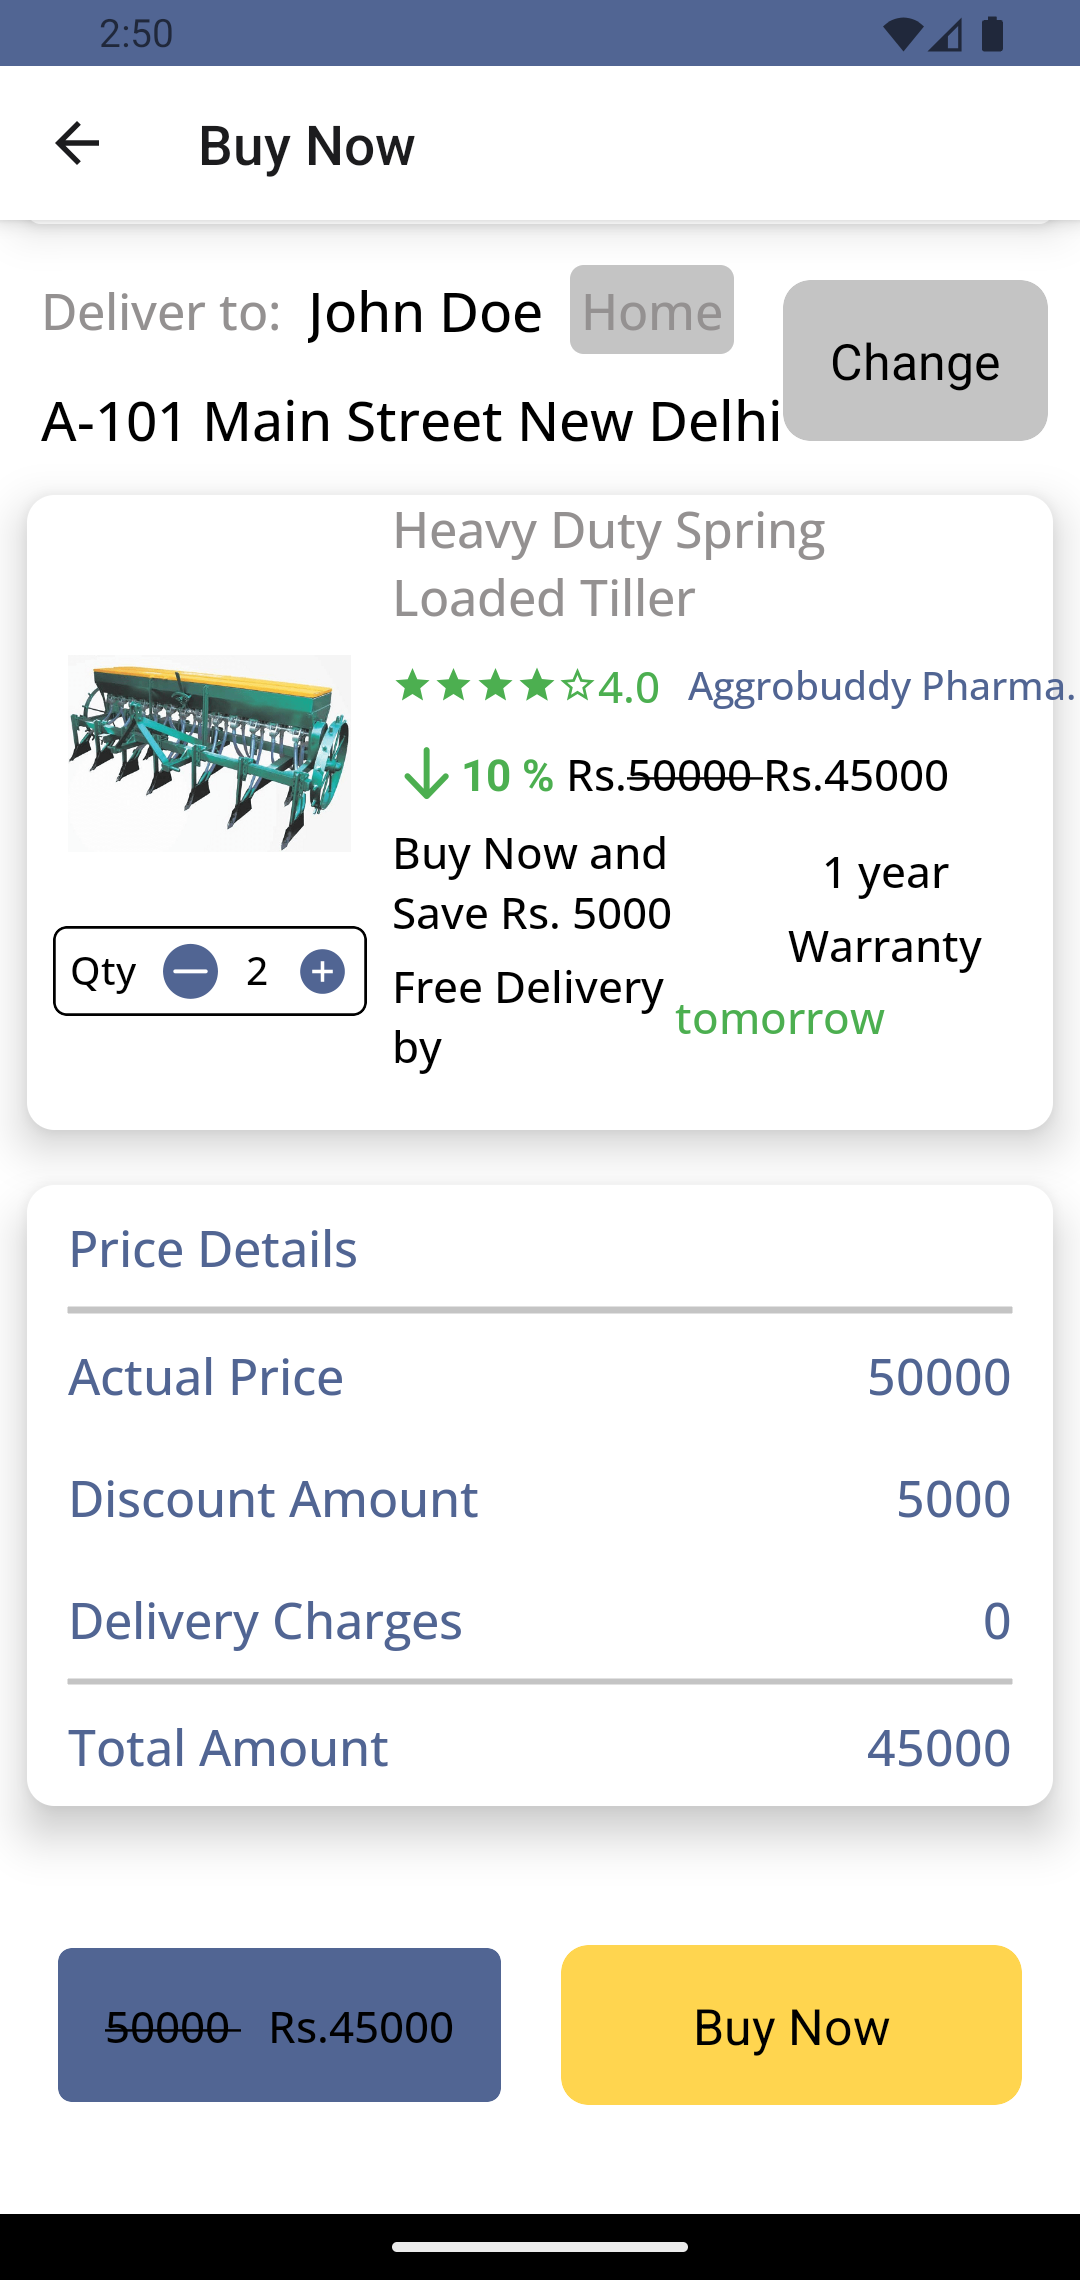 2:50
Buy Now
Deliver to: John Doe Home
Change
A-101 Main Street New Delhi
Heavy Duty Spring
Loaded Tiller
4.0 Aggrobuddy Pharma.
10 % Rs.50000 Rs.45000
Buy Now and
Save Rs. 5000
1 year
Warranty
Qty 2
Free Delivery
by
tomorrow
Price Details
Actual Price 50000
Discount Amount 5000
Delivery Charges 0
Total Amount 45000
50000 Rs.45000
Buy Now